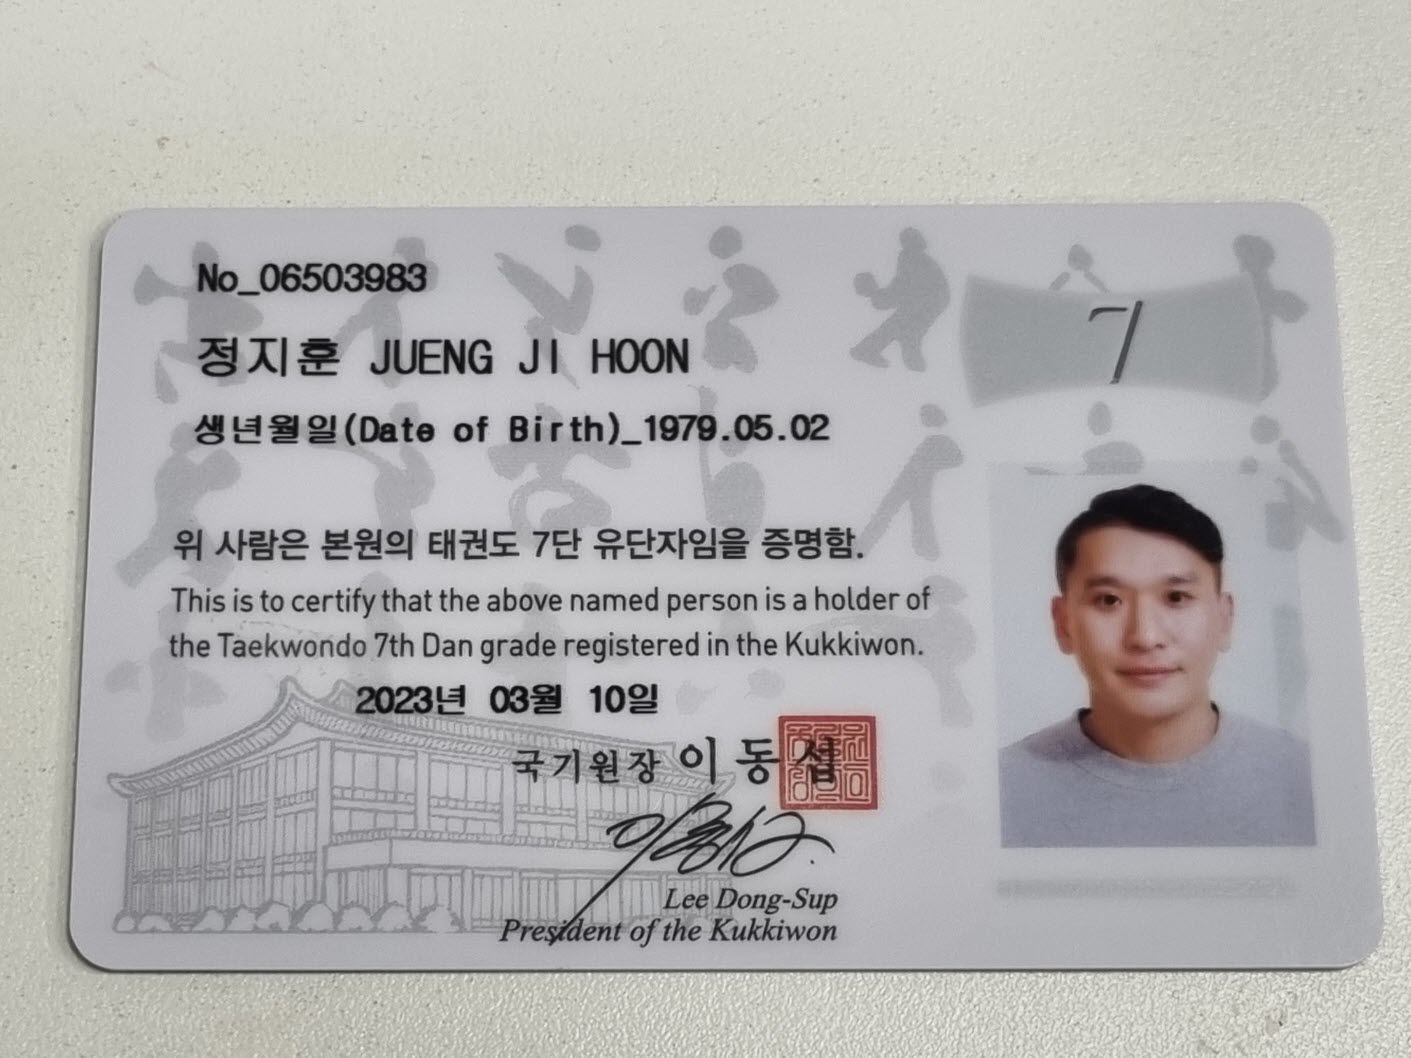 No_06503983
7
정지훈 JUENG JI HOON
생년월일(Date of Birth)_1979.05.02
위 사람은 본원의 태권도 7단 유단자임을 증명함.
This is to certify that the above named person is a holder of
the Taekwondo 7th Dan grade registered in the Kukkiwon.
2023년 03월 10일
국기원장 이동섭
Lee Dong-Sup
President of the Kukkiwon